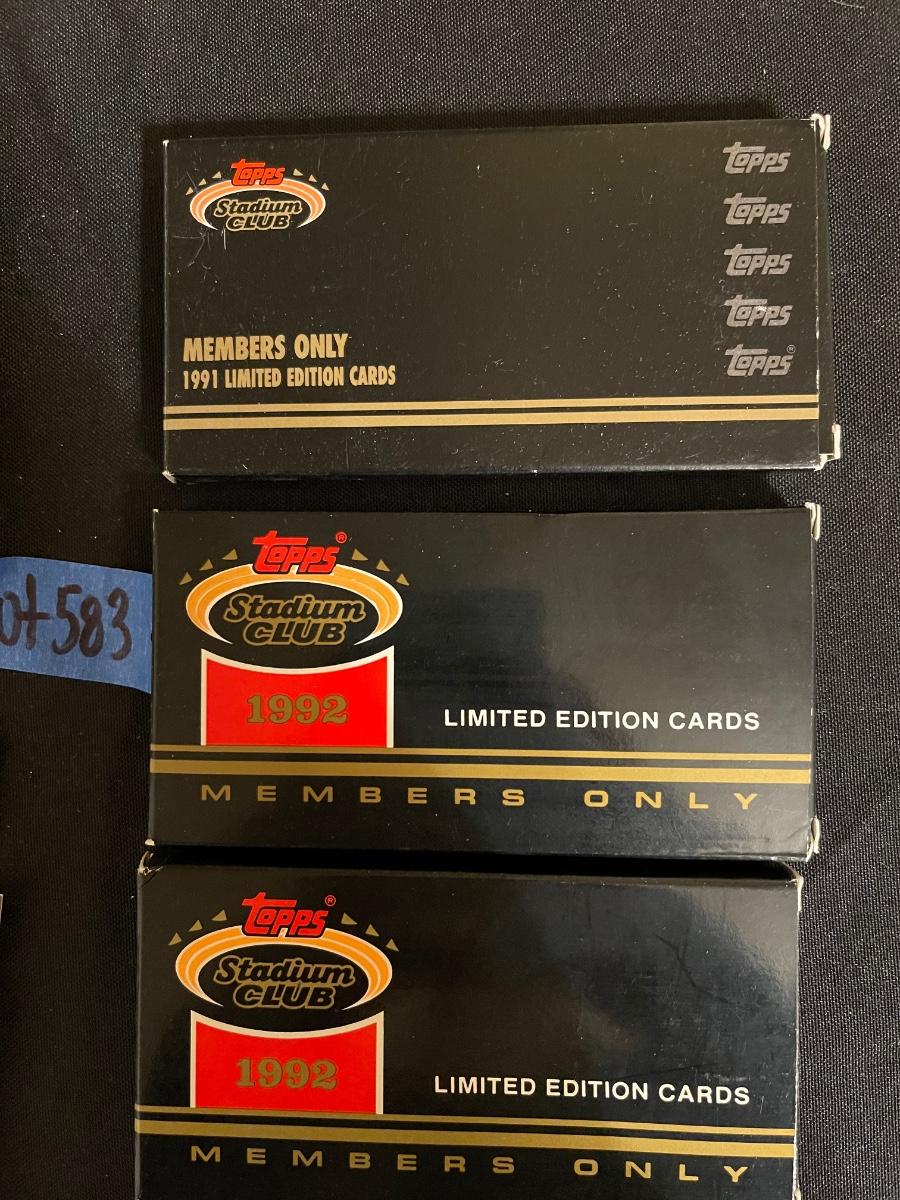 Topps
Stadium
CLUB
Topps
Topps
Topps
Topps
Topps®
MEMBERS ONLY
1991 LIMITED EDITION CARDS
Topps®
Stadium
CLUB
1992
LIMITED EDITION CARDS
MEMBERS ONLY
583
Topps®
Stadium
CLUB
1992
LIMITED EDITION CARDS
MEMBERS ONLY